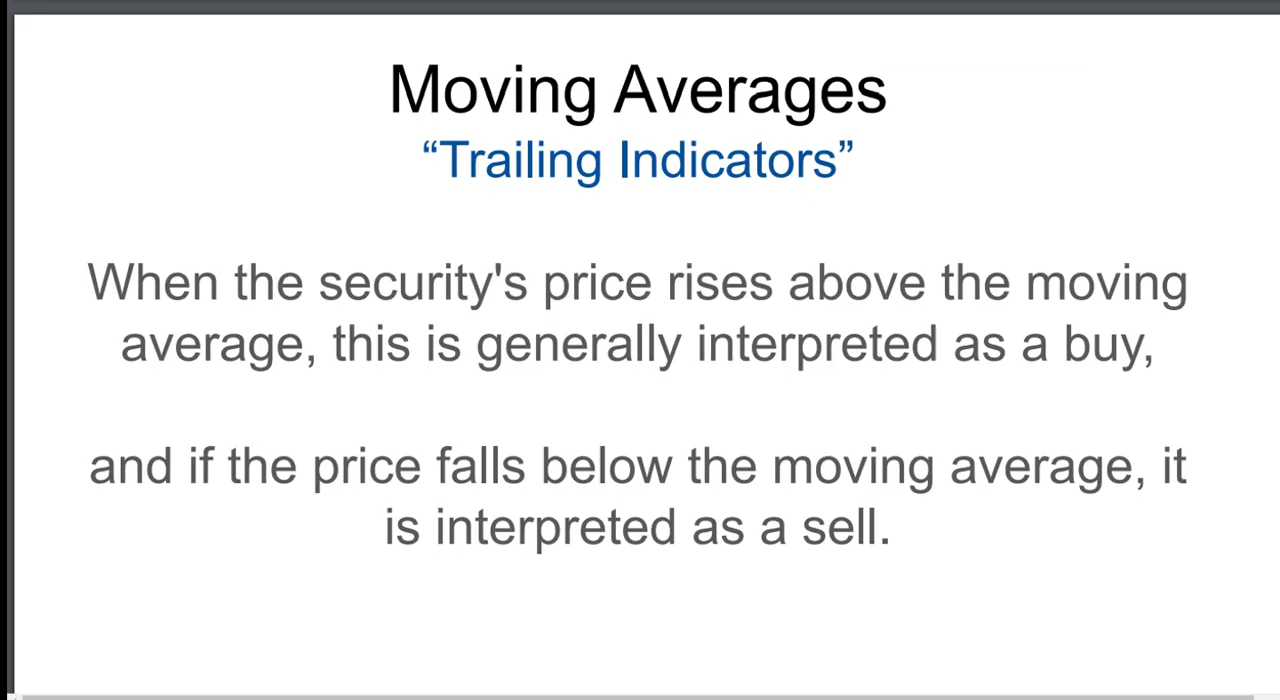 Moving Averages
“Trailing Indicators”
When the security's price rises above the moving
average, this is generally interpreted as a buy,
and if the price falls below the moving average, it
is interpreted as a sell.